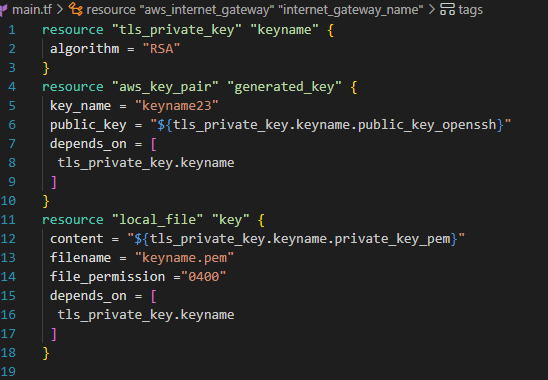 main.tf > resource "aws_internet_gateway" "internet_gateway_name" > tags
1 resource "tls_private_key" "keyname" {
2 algorithm = "RSA"
3 }
4 resource "aws_key_pair" "generated_key" {
5 key_name = "keyname23"
6 public_key = "${tls_private_key.keyname.public_key_openssh}"
7 depends_on = [
8 tls_private_key.keyname
9 ]
10 }
11 resource "local_file" "key" {
12 content = "${tls_private_key.keyname.private_key_pem}"
13 filename = "keyname.pem"
14 file_permission ="0400"
15 depends_on = [
16 tls_private_key.keyname
17 ]
18 }
19